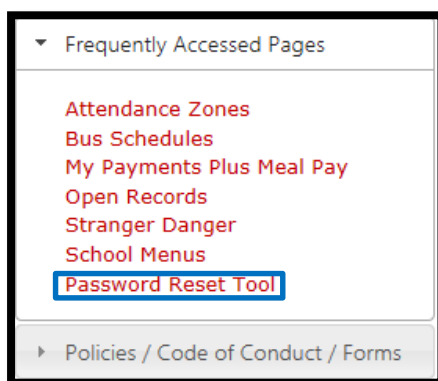 Frequently Accessed Pages
Attendance Zones
Bus Schedules
My Payments Plus Meal Pay
Open Records
Stranger Danger
School Menus
Password Reset Tool
Policies / Code of Conduct / Forms